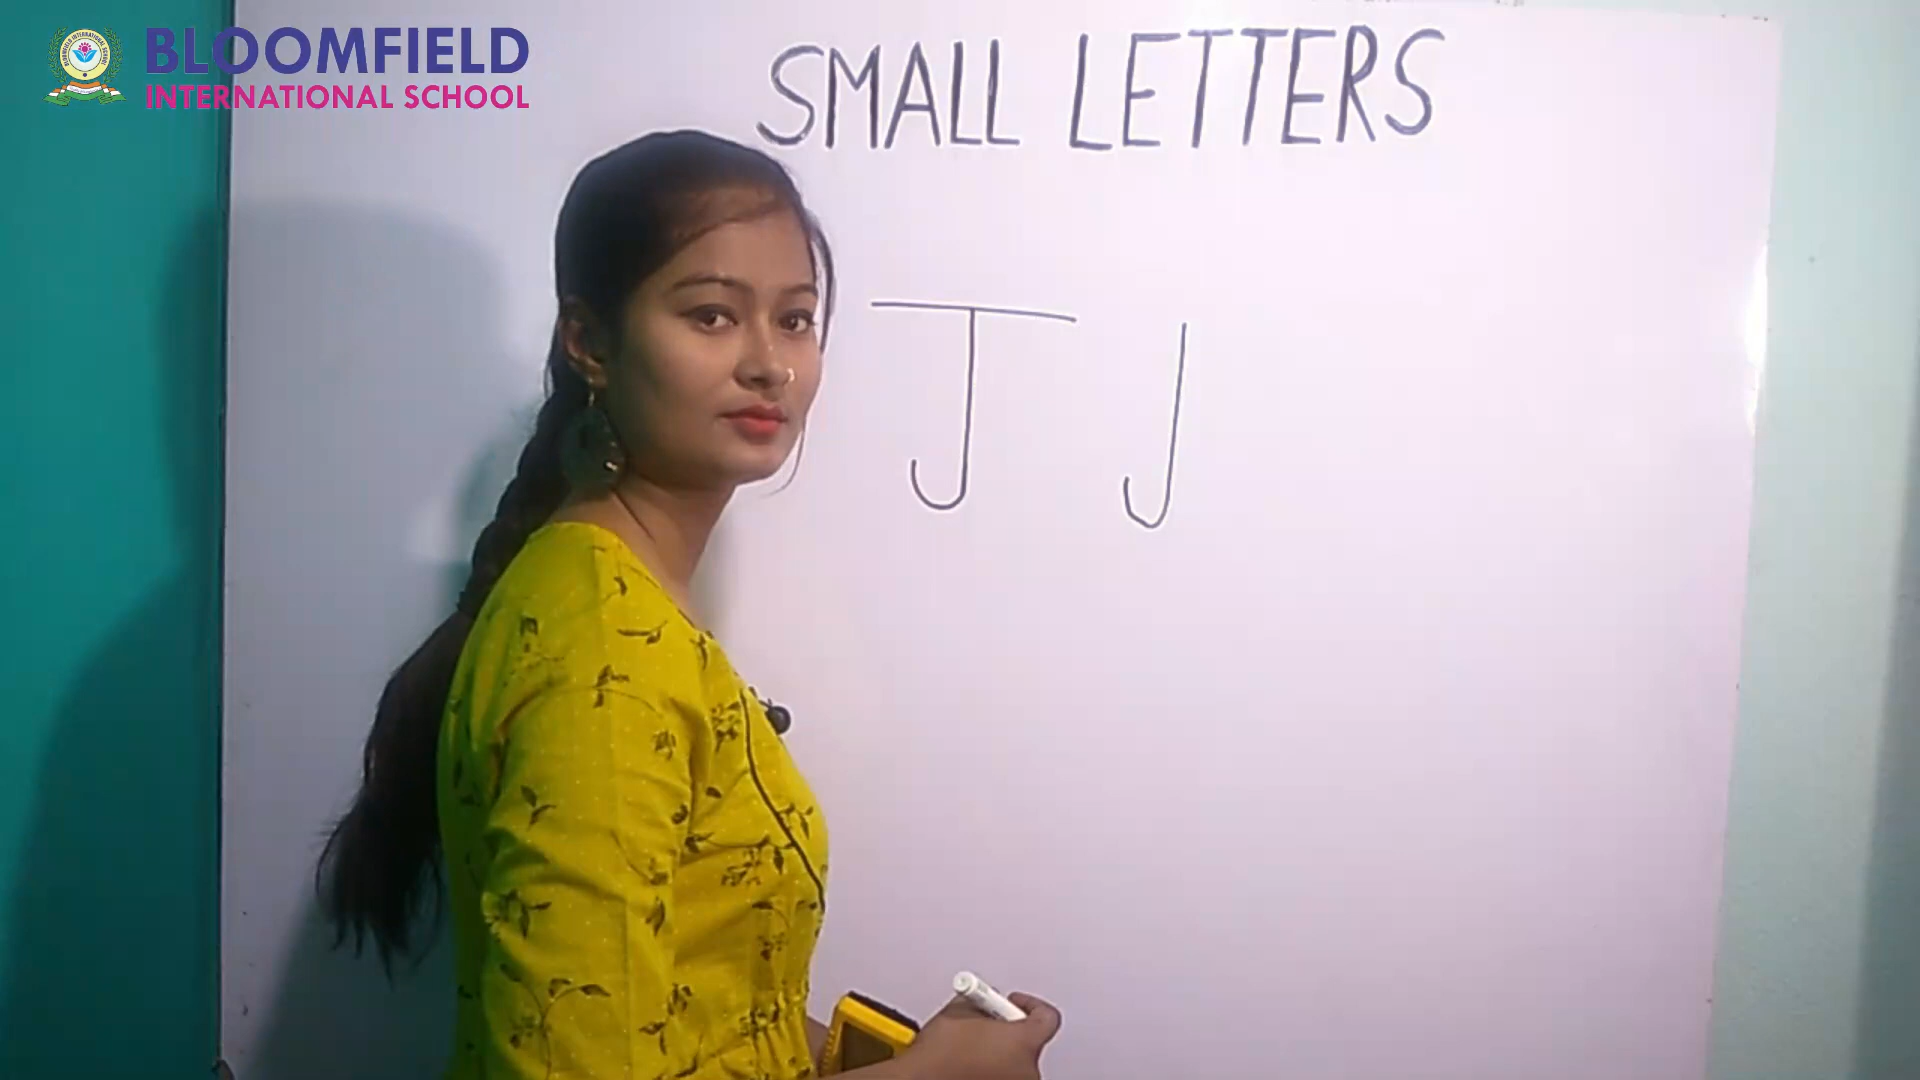 BLOOMFIELD
INTERNATIONAL SCHOOL
SMALL LETTERS
J J